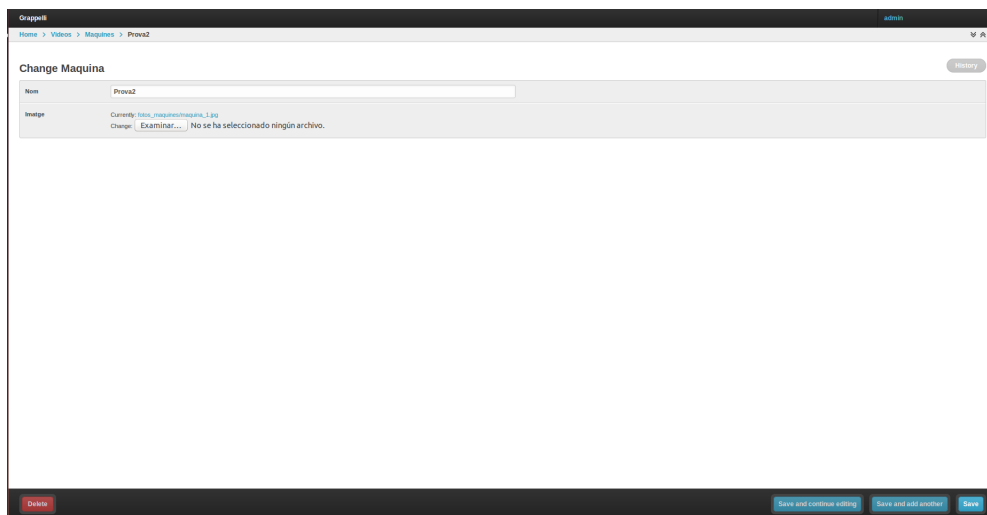 Grappelli admin
Home > Videos > Maquines > Prova2
Change Maquina History
Nom Prova2
Imatge Currently: fotos_maquines/maquina_1.jpg
Change: Examinar... No se ha seleccionado ningún archivo.
Delete Save and continue editing Save and add another Save